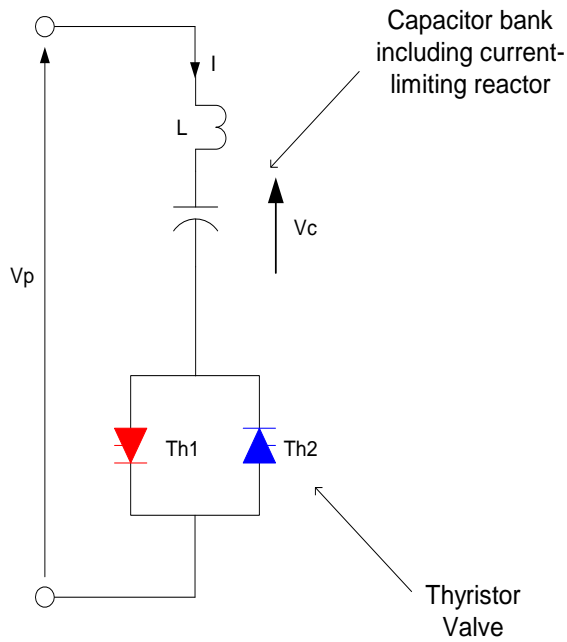 Capacitor bank
including current-
limiting reactor
I
L
Vc
Vp
Th1
Th2
Thyristor
Valve